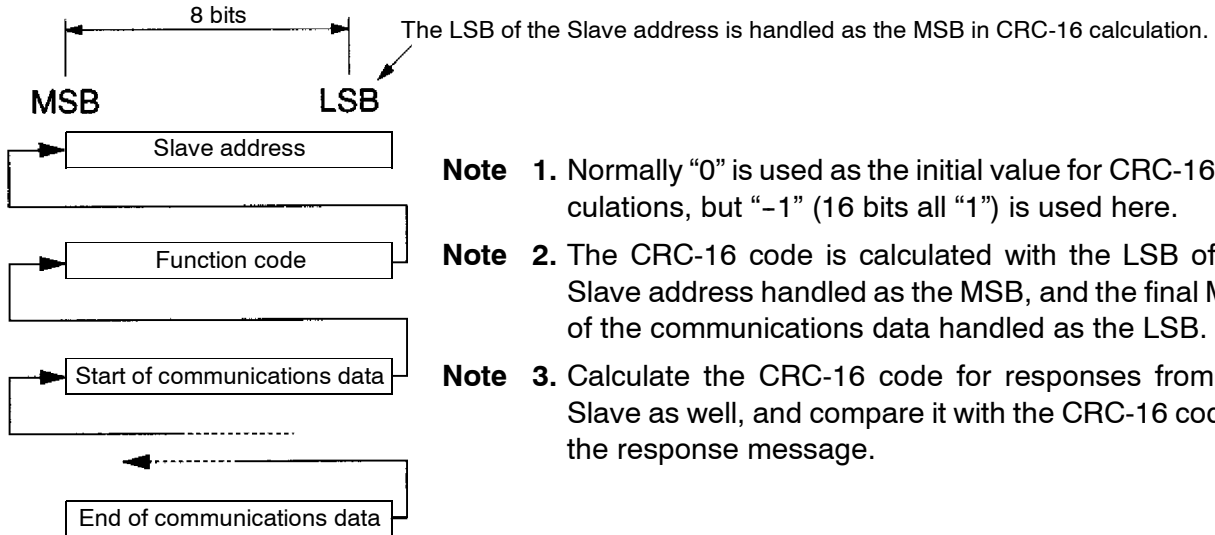 8 bits
The LSB of the Slave address is handled as the MSB in CRC-16 calculation.
MSB LSB
Slave address
Function code
Start of communications data
End of communications data
Note 1. Normally “0” is used as the initial value for CRC-16
culations, but “–1” (16 bits all “1”) is used here.
Note 2. The CRC-16 code is calculated with the LSB of
Slave address handled as the MSB, and the final
of the communications data handled as the LSB.
Note 3. Calculate the CRC-16 code for responses from
Slave as well, and compare it with the CRC-16
the response message.